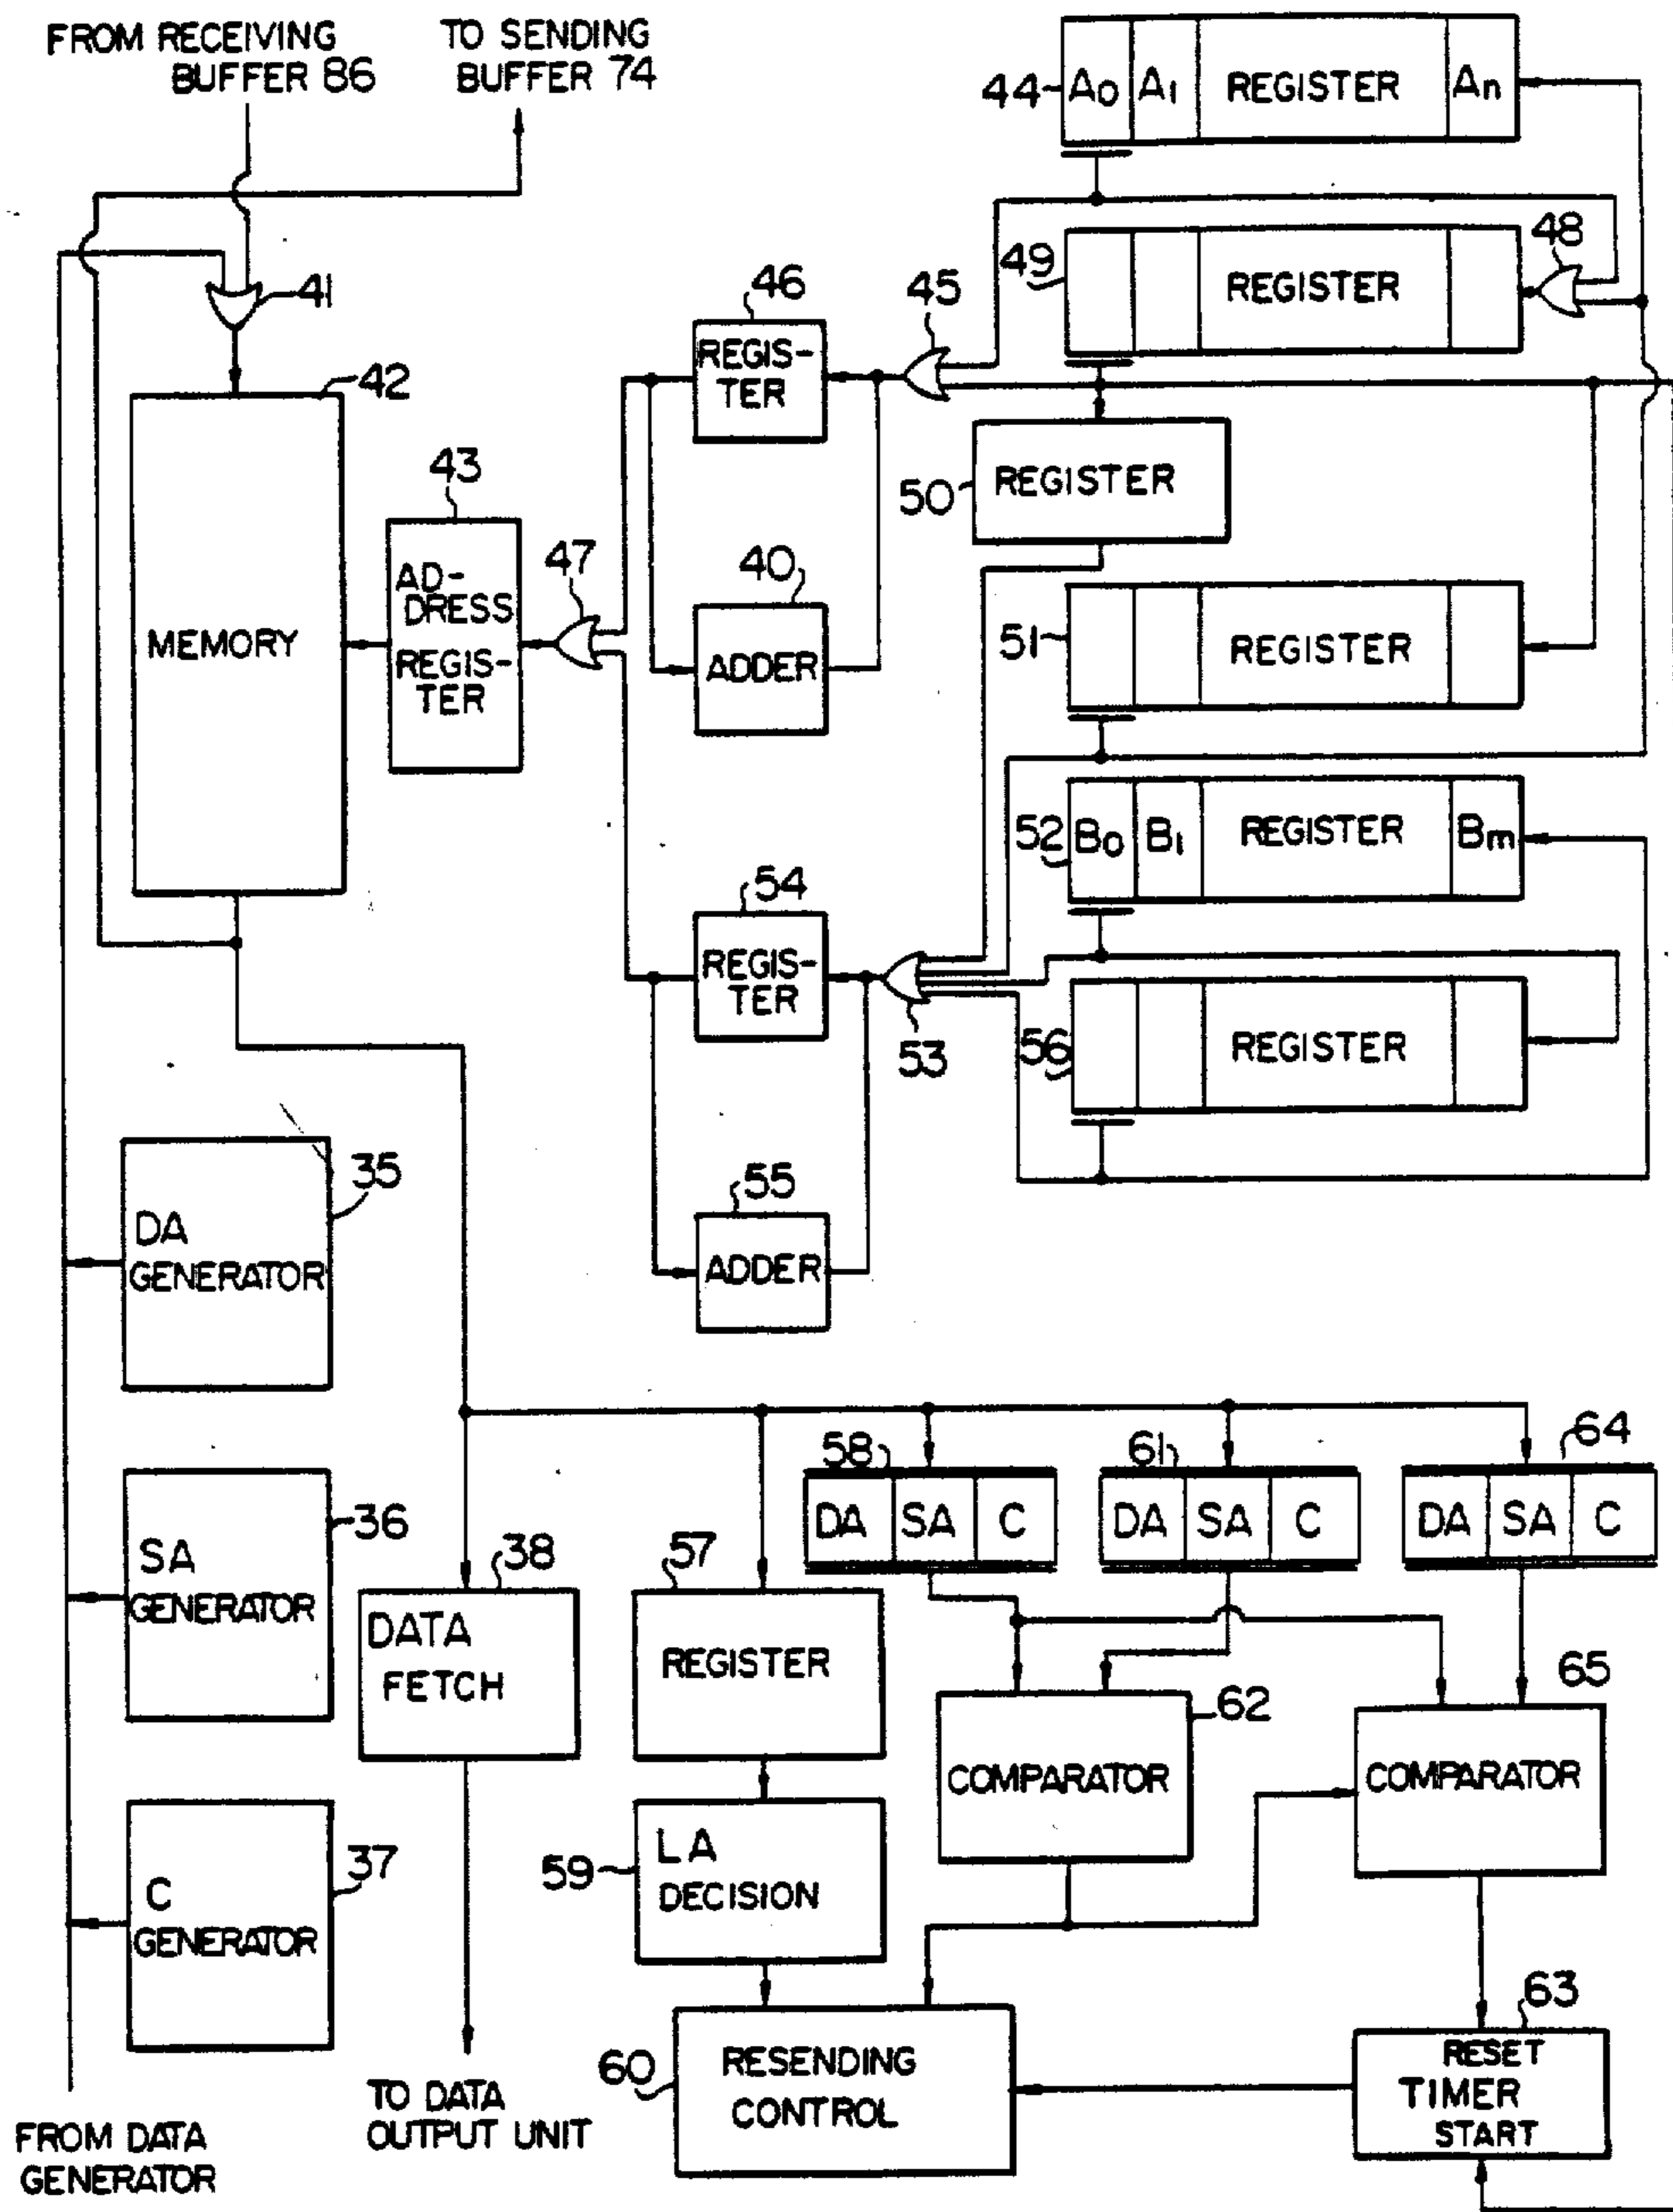 FROM RECEIVING
BUFFER 86
TO SENDING
BUFFER 74
44
A0
A1
REGISTER
An
41
49
REGISTER
48
46
REGIS-
TER
45
42
MEMORY
43
AD-
DRESS
REGIS-
TER
47
50
REGISTER
40
ADDER
51
REGISTER
52
B0
B1
REGISTER
Bm
54
REGIS-
TER
53
56
REGISTER
35
DA
GENERATOR
55
ADDER
58
DA
SA
C
61
DA
SA
C
64
DA
SA
C
36
SA
GENERATOR
38
DATA
FETCH
57
REGISTER
62
COMPARATOR
65
COMPARATOR
37
C
GENERATOR
59
LA
DECISION
60
RESENDING
CONTROL
63
RESET
TIMER
START
FROM DATA
GENERATOR
TO DATA
OUTPUT UNIT